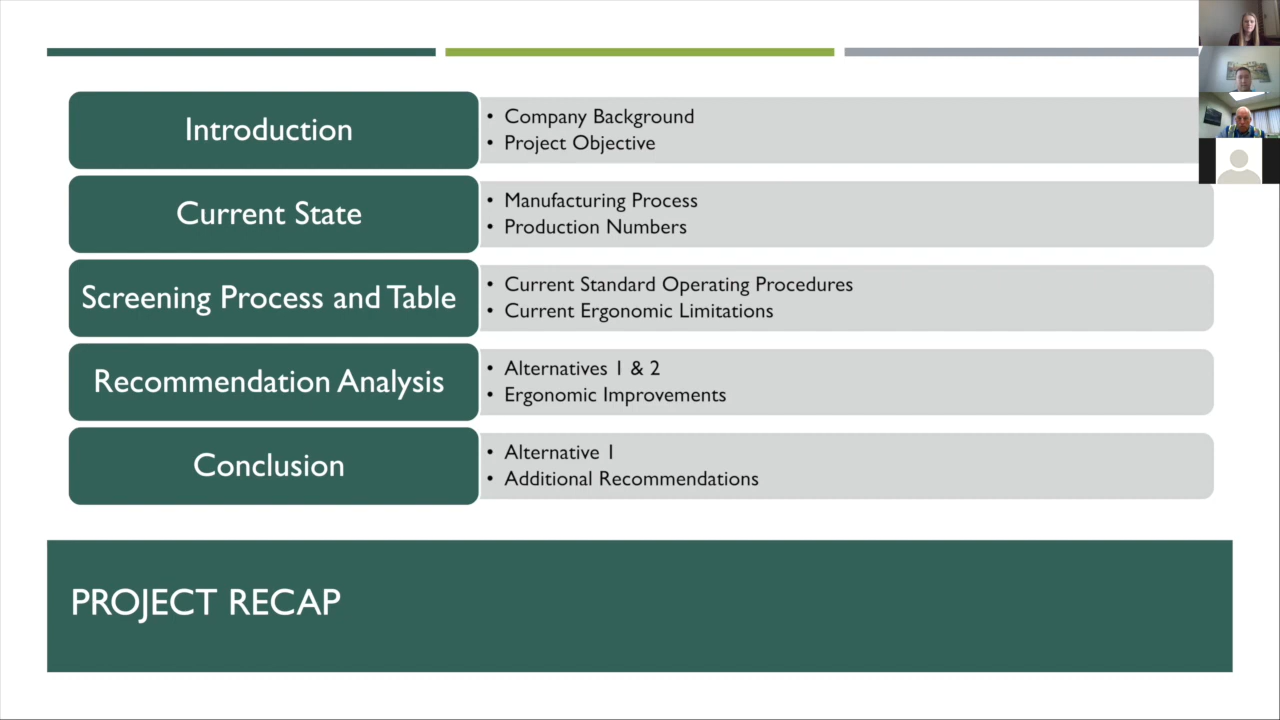 Introduction
• Company Background
• Project Objective
Current State
• Manufacturing Process
• Production Numbers
Screening Process and Table
• Current Standard Operating Procedures
• Current Ergonomic Limitations
Recommendation Analysis
• Alternatives 1 & 2
• Ergonomic Improvements
Conclusion
• Alternative 1
• Additional Recommendations
PROJECT RECAP